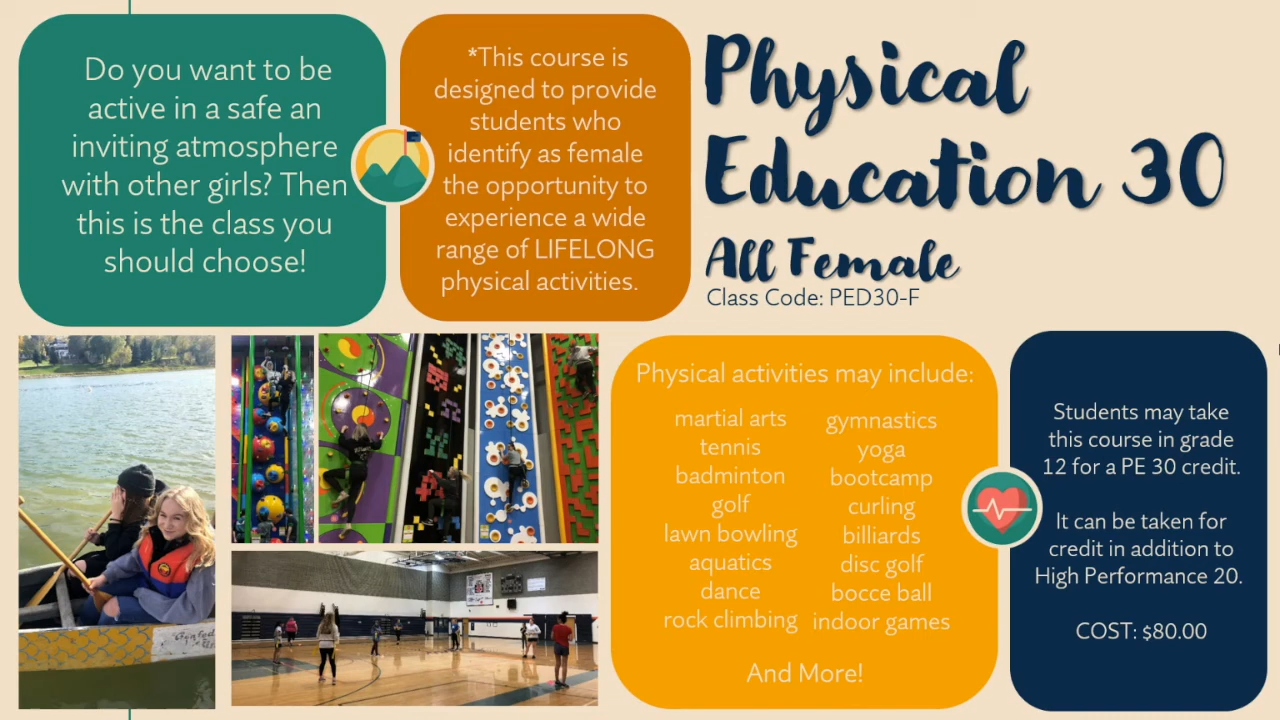 Do you want to be
active in a safe an
inviting atmosphere
with other girls? Then
this is the class you
should choose!
*This course is
designed to provide
students who
identify as female
the opportunity to
experience a wide
range of LIFELONG
physical activities.
Physical
Education 30
All Female
Class Code: PED30-F
Physical activities may include:
martial arts
tennis
badminton
golf
lawn bowling
aquatics
dance
rock climbing
gymnastics
yoga
bootcamp
curling
billiards
disc golf
bocce ball
indoor games
And More!
Students may take
this course in grade
12 for a PE 30 credit.
It can be taken for
credit in addition to
High Performance 20.
COST: $80.00